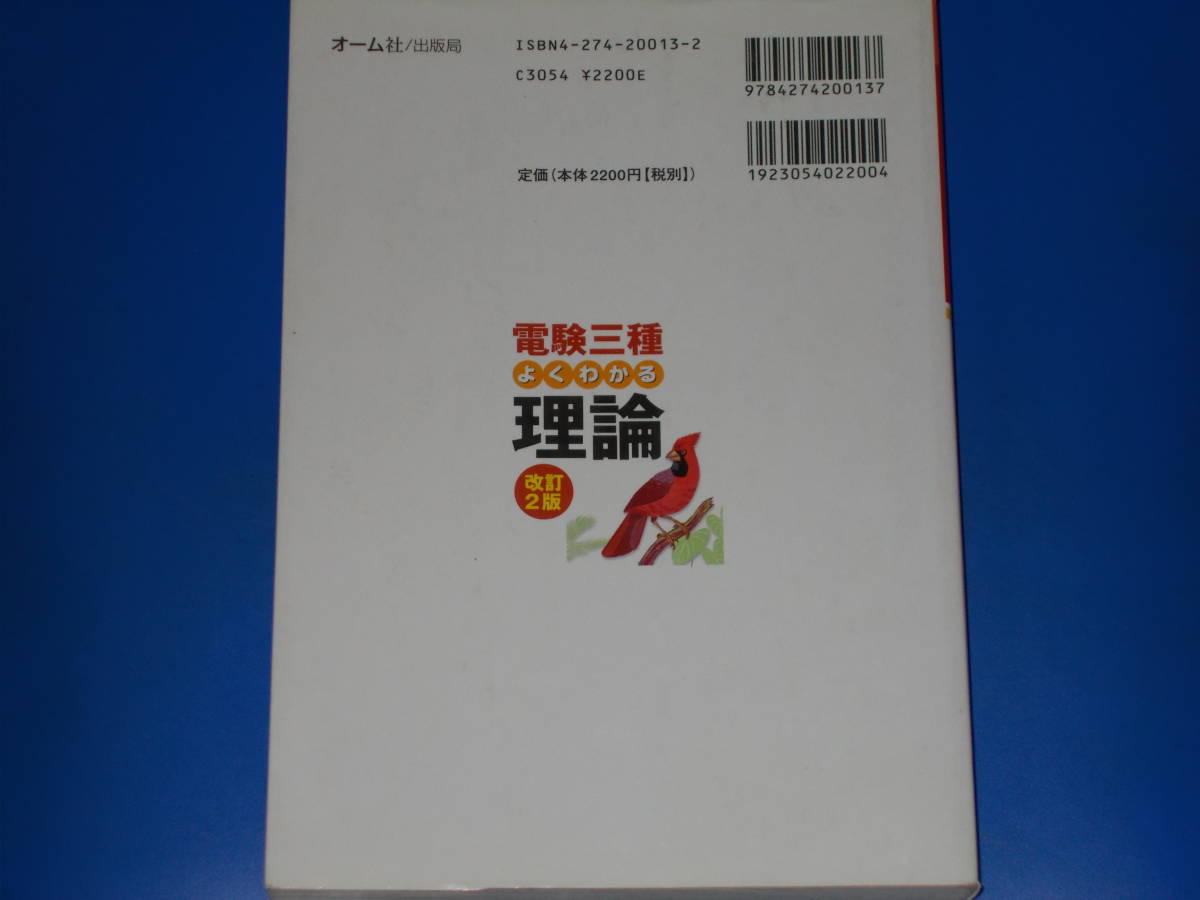 オーム社/出版局
ISBN4-274-20013-2
C3054 ¥2200E
定価(本体2200円【税別】)
9784274200137
1923054022004
電験三種
よくわかる
理論
改訂
2版